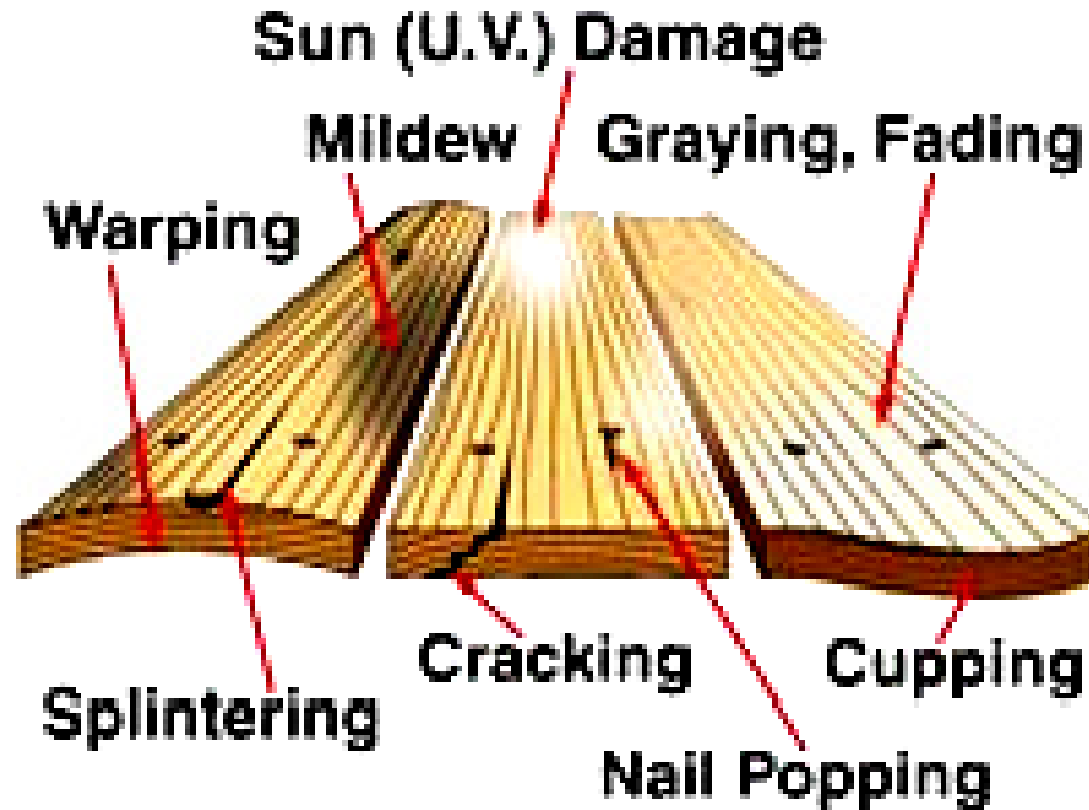 Sun (U.V.) Damage
Mildew
Graying, Fading
Warping
Cracking
Cupping
Splintering
Nail Popping